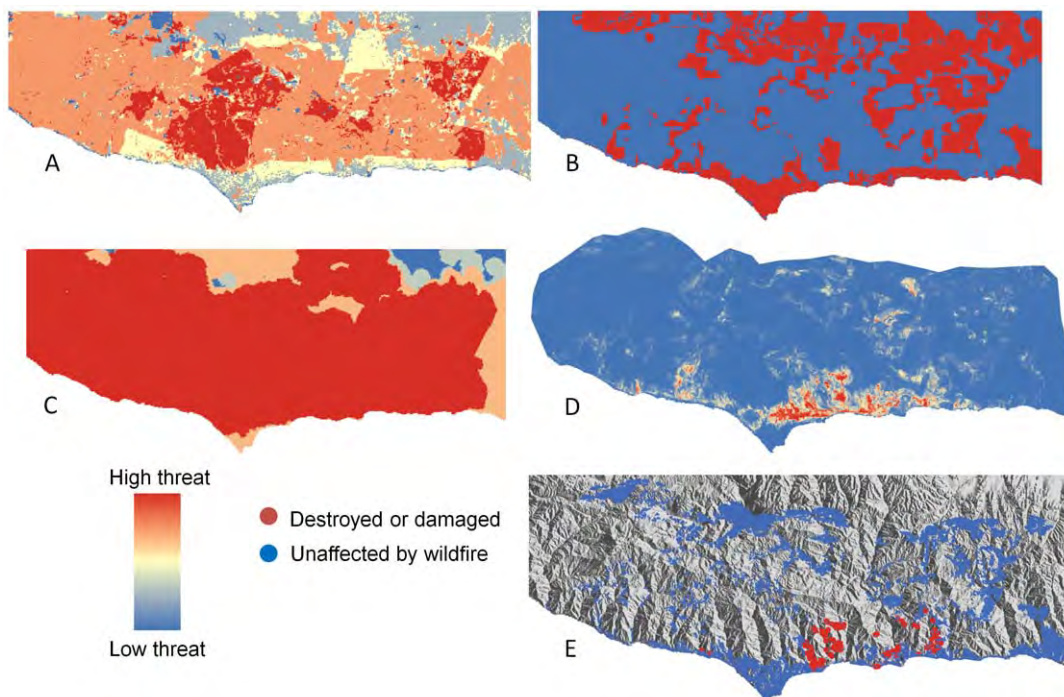 A
B
C
D
High threat
Low threat
Destroyed or damaged
Unaffected by wildfire
E